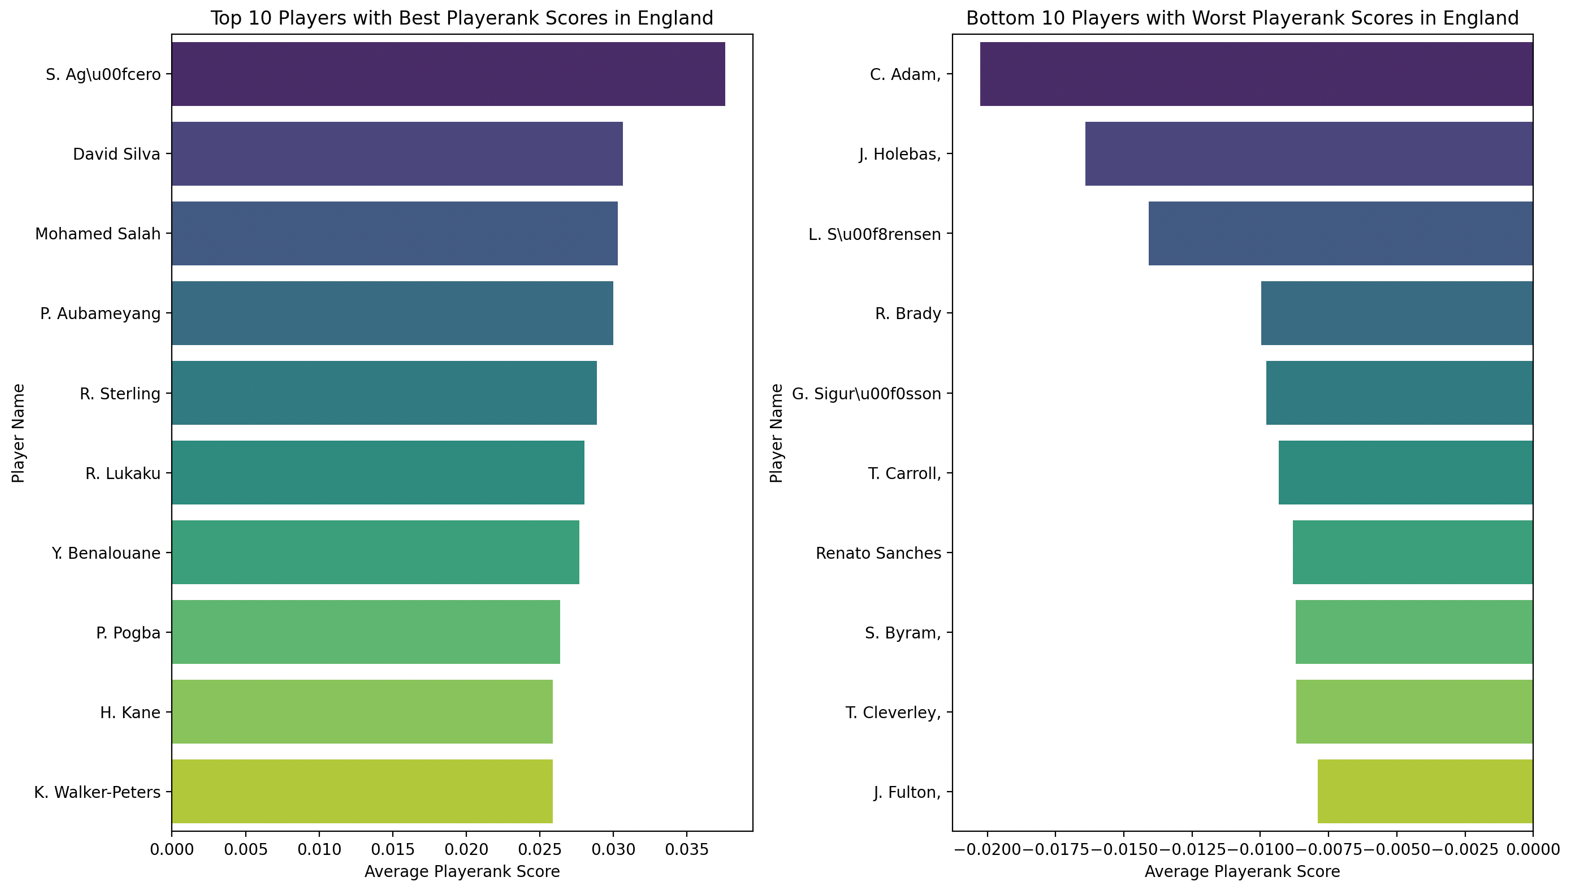 Top 10 Players with Best Playerank Scores in England
Player Name
S. Ag\u00fcero
David Silva
Mohamed Salah
P. Aubameyang
R. Sterling
R. Lukaku
Y. Benalouane
P. Pogba
H. Kane
K. Walker-Peters
0.000 0.005 0.010 0.015 0.020 0.025 0.030 0.035
Average Playerank Score
Bottom 10 Players with Worst Playerank Scores in England
Player Name
C. Adam,
J. Holebas,
L. S\u00f8rensen
R. Brady
G. Sigur\u00f0sson
T. Carroll,
Renato Sanches
S. Byram,
T. Cleverley,
J. Fulton,
−0.0200 −0.0175 −0.0150 −0.0125 −0.0100 −0.0075 −0.0050 −0.0025 0.0000
Average Playerank Score